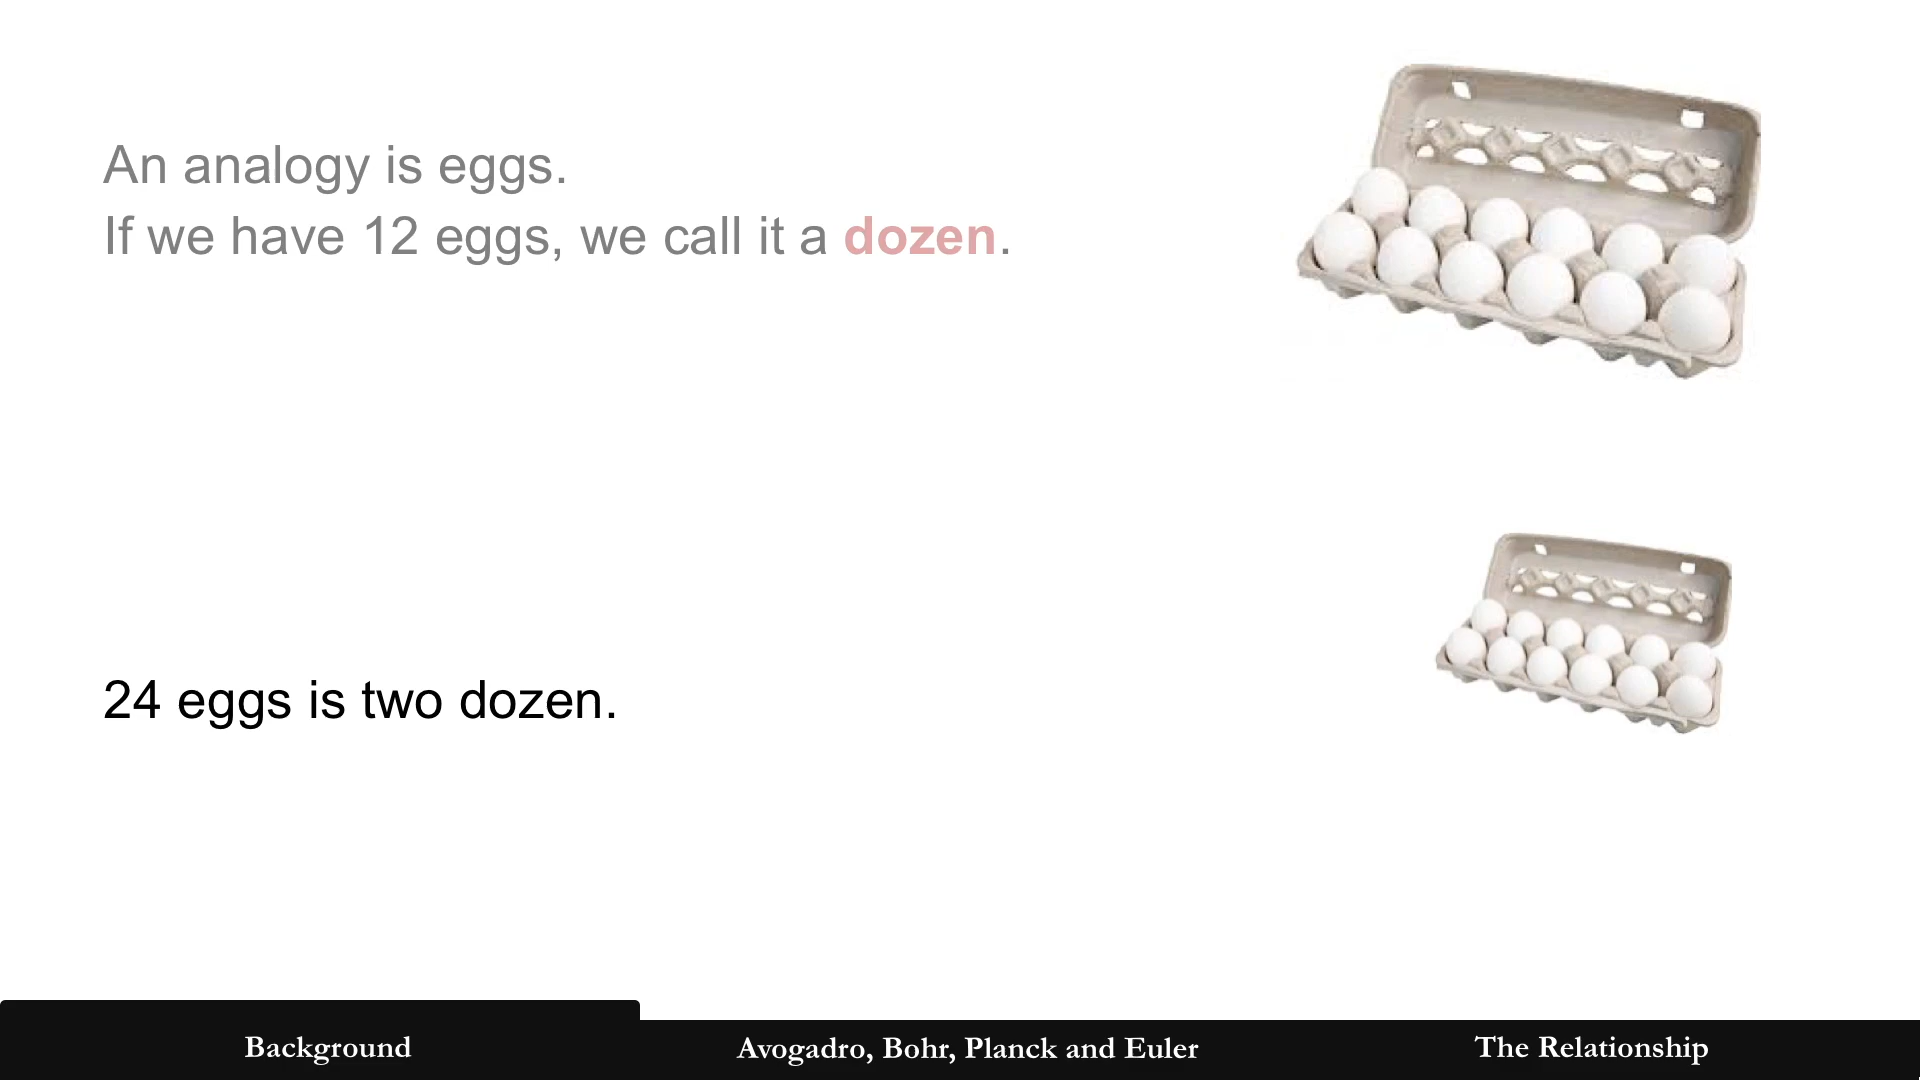 An analogy is eggs.
If we have 12 eggs, we call it a dozen.
24 eggs is two dozen.
Background
Avogadro, Bohr, Planck and Euler
The Relationship